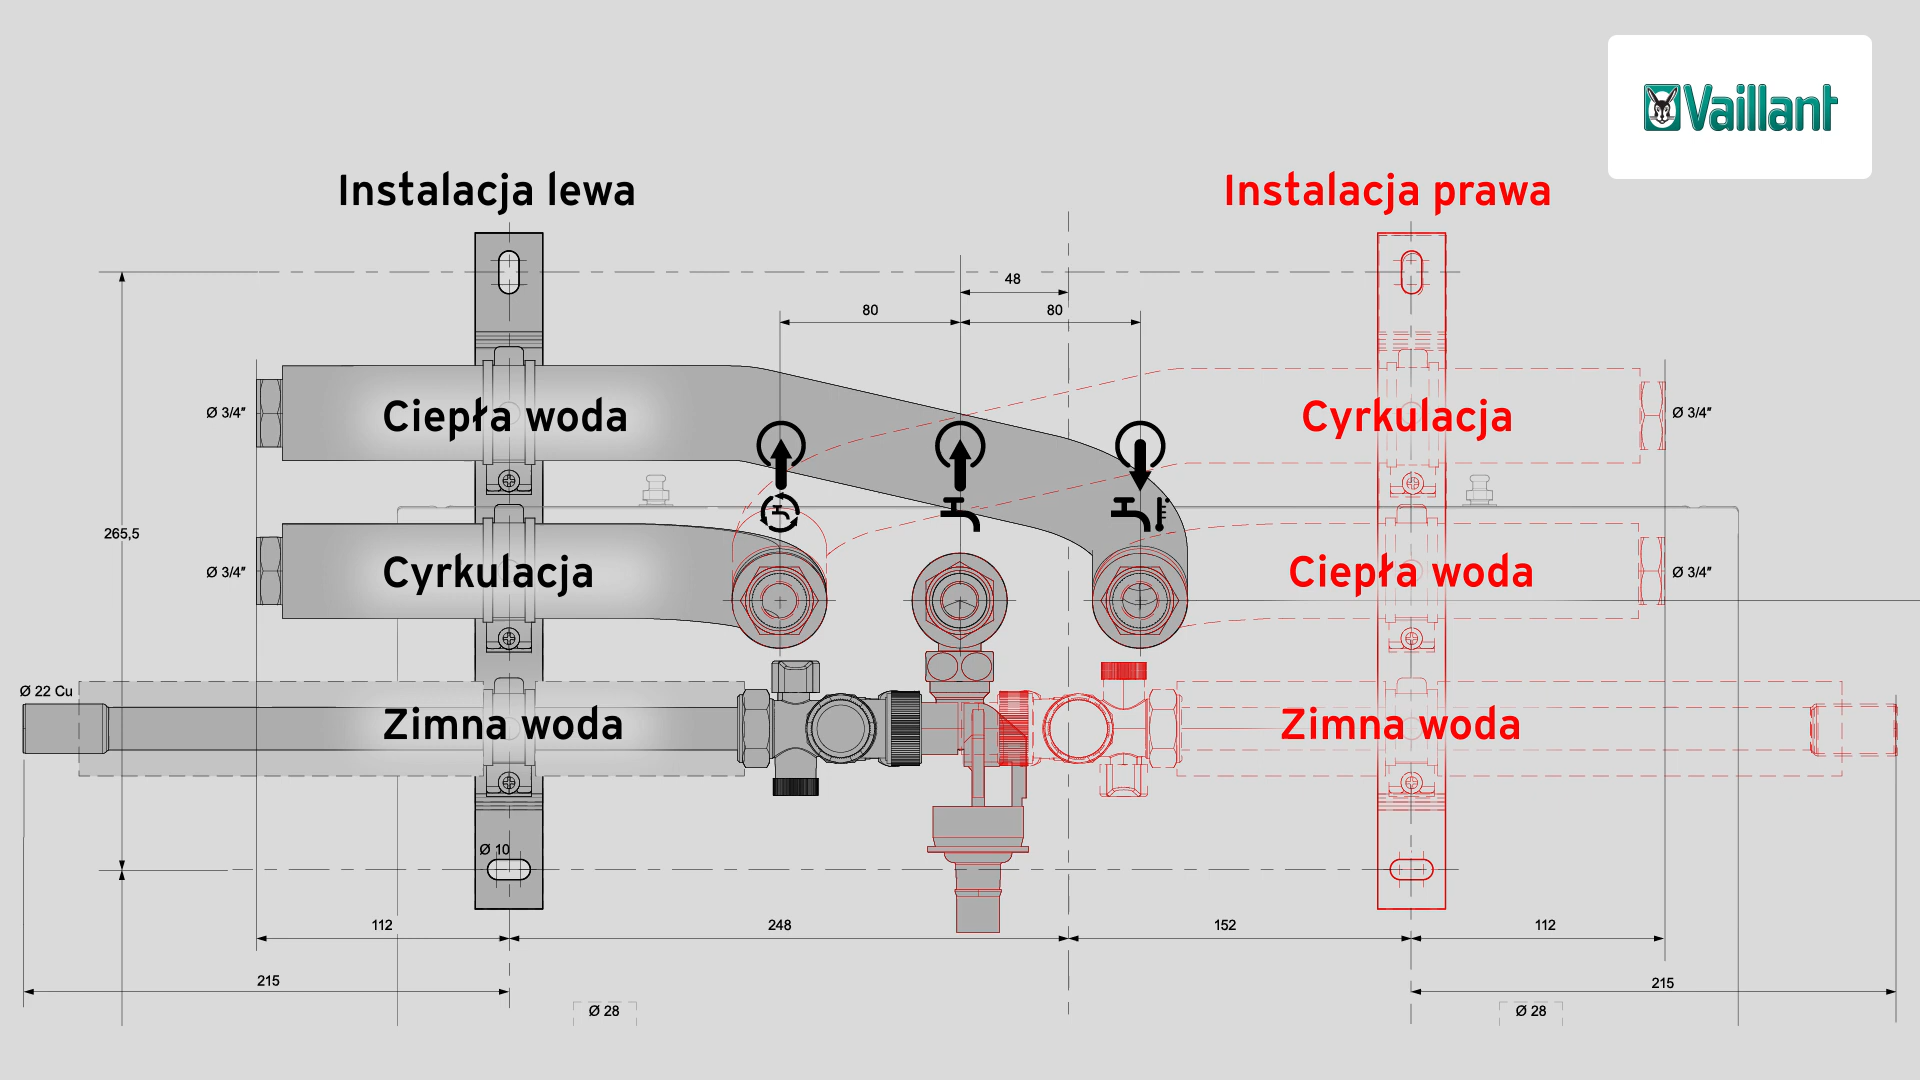 Vaillant
Instalacja lewa
Instalacja prawa
48
80
80
Ø 3/4"
Ciepła woda
Cyrkulacja
Ø 3/4"
265,5
Ø 3/4"
Cyrkulacja
Ciepła woda
Ø 3/4"
Ø 22 Cu
Zimna woda
Zimna woda
Ø 10
112
248
152
112
215
215
Ø 28
Ø 28